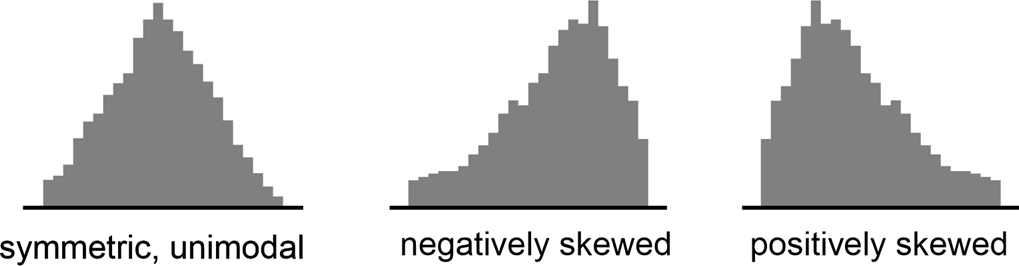 symmetric, unimodal
negatively skewed
positively skewed